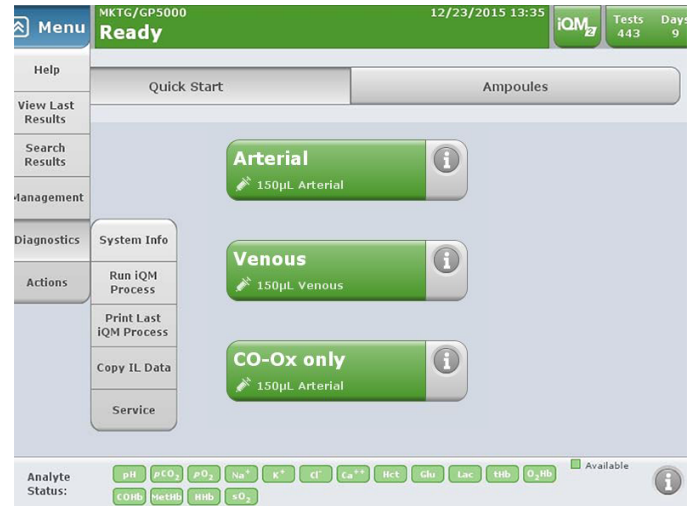 Menu
MKTG/GP5000
Ready
12/23/2015 13:35
iQM2
Tests
443
Days
9
Help
View Last
Results
Search
Results
Management
Diagnostics
Actions
Quick Start
Ampoules
System Info
Run iQM
Process
Print Last
iQM Process
Copy IL Data
Service
Arterial
150µL Arterial
Venous
150µL Venous
CO-Ox only
150µL Arterial
Analyte
Status:
pH pCO₂ pO₂ Na⁺ K⁺ Cl⁻ Ca⁺⁺ Hct Glu Lac tHb O₂Hb
COHb MetHb HHb sO₂
Available